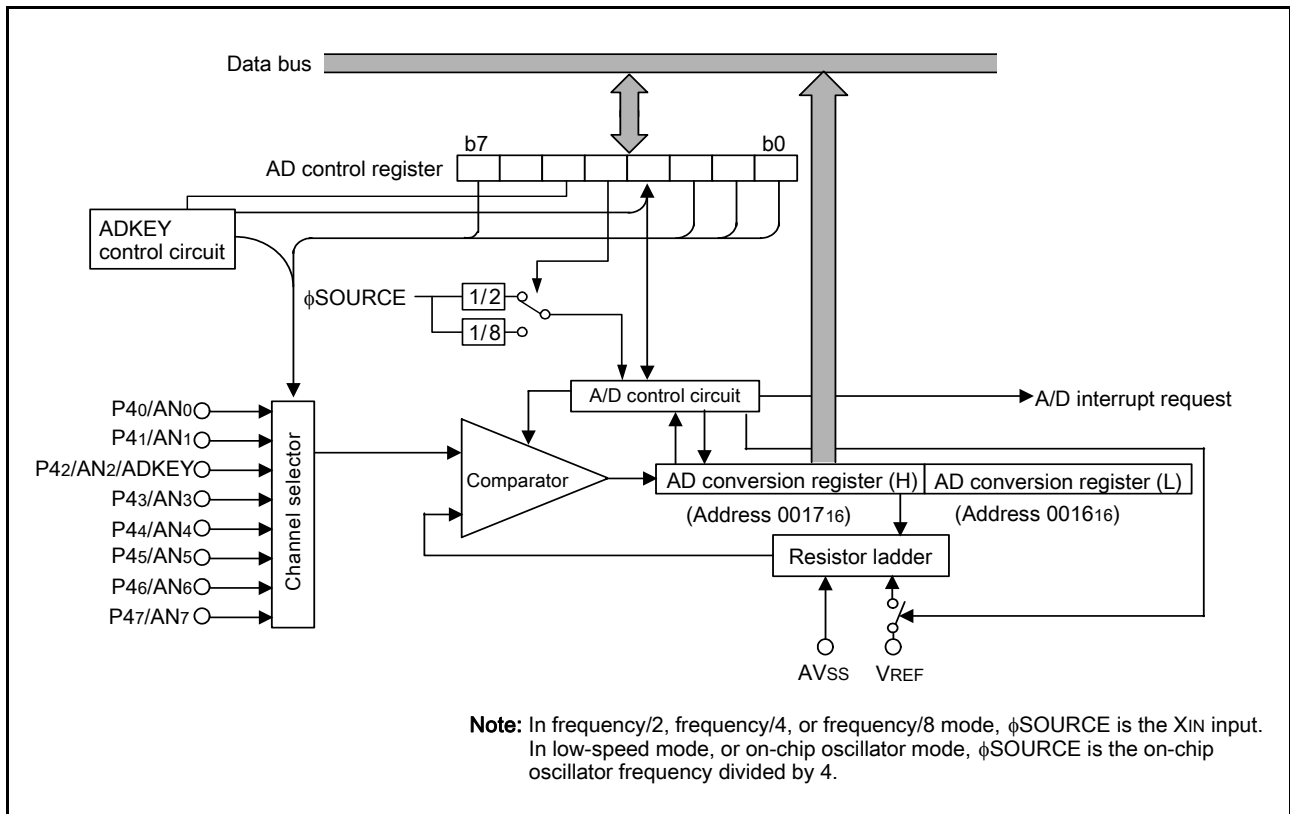 Data bus
b7 b0
AD control register
ADKEY
control circuit
ϕSOURCE
1/2
1/8
A/D control circuit
A/D interrupt request
P40/AN0
P41/AN1
P42/AN2/ADKEY
P43/AN3
P44/AN4
P45/AN5
P46/AN6
P47/AN7
Channel selector
Comparator
AD conversion register (H) AD conversion register (L)
(Address 001716) (Address 001616)
Resistor ladder
AVSS VREF
Note: In frequency/2, frequency/4, or frequency/8 mode, ϕSOURCE is the XIN input.
In low-speed mode, or on-chip oscillator mode, ϕSOURCE is the on-chip
oscillator frequency divided by 4.